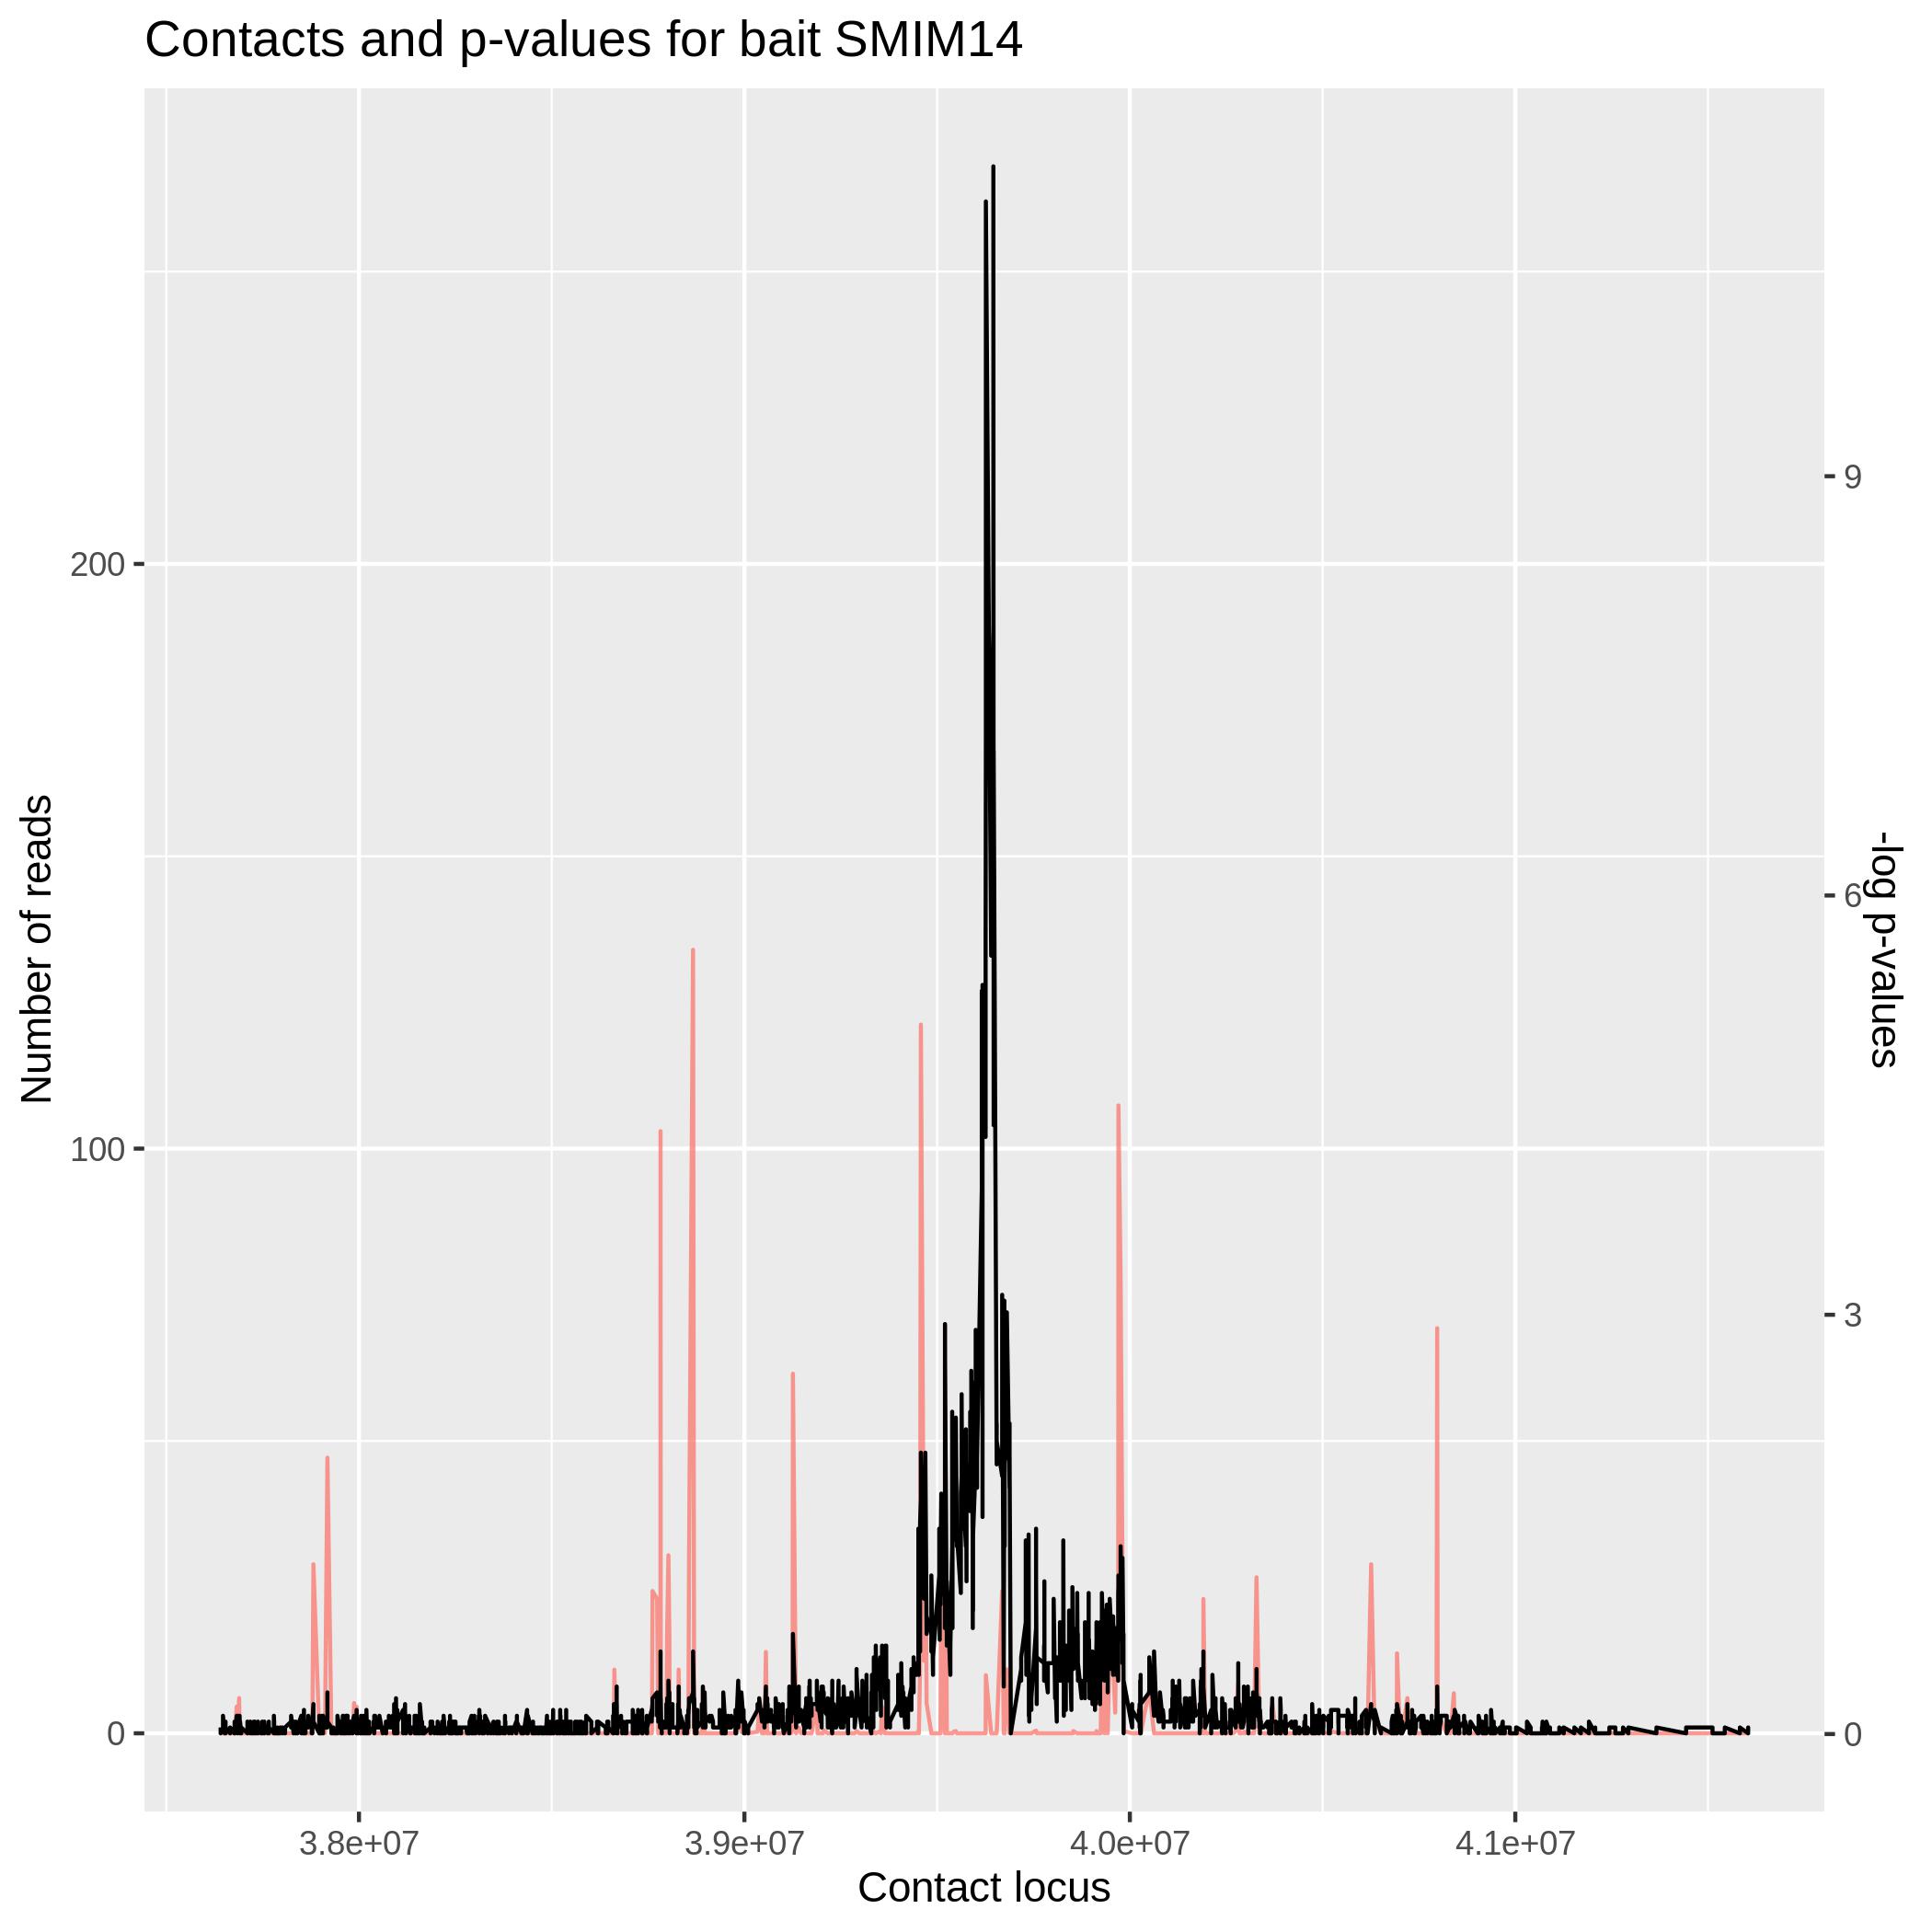 Contacts and p-values for bait SMIM14
Number of reads
200
100
0
9
6
3
0
-log p-values
3.8e+07 3.9e+07 4.0e+07 4.1e+07
Contact locus